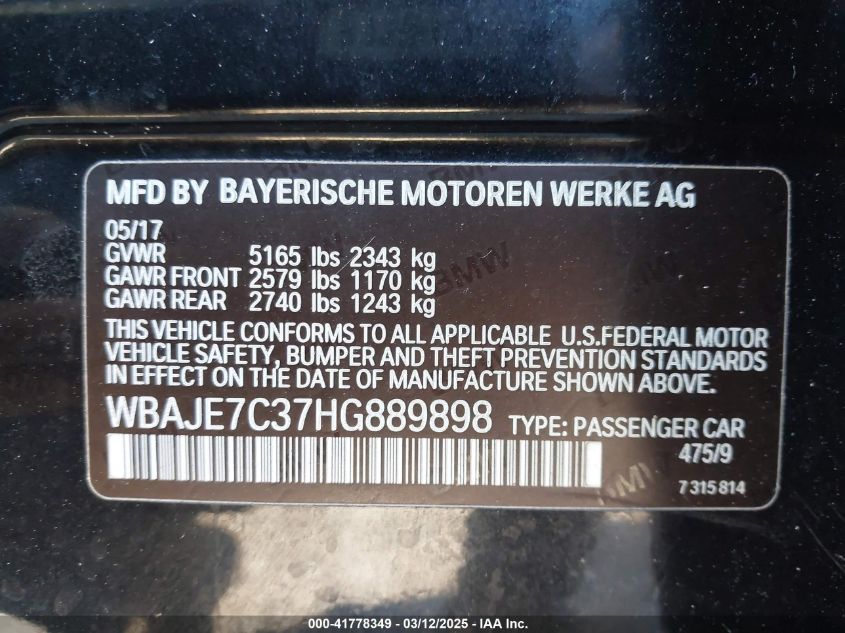 MFD BY BAYERISCHE MOTOREN WERKE AG
05/17
GVWR 5165 lbs 2343 kg
GAWR FRONT 2579 lbs 1170 kg
GAWR REAR 2740 lbs 1243 kg
THIS VEHICLE CONFORMS TO ALL APPLICABLE U.S.FEDERAL MOTOR
VEHICLE SAFETY, BUMPER AND THEFT PREVENTION STANDARDS
IN EFFECT ON THE DATE OF MANUFACTURE SHOWN ABOVE.
WBAJE7C37HG889898 TYPE: PASSENGER CAR
475/9
7 315 814
000-41778349 - 03/12/2025 - IAA Inc.